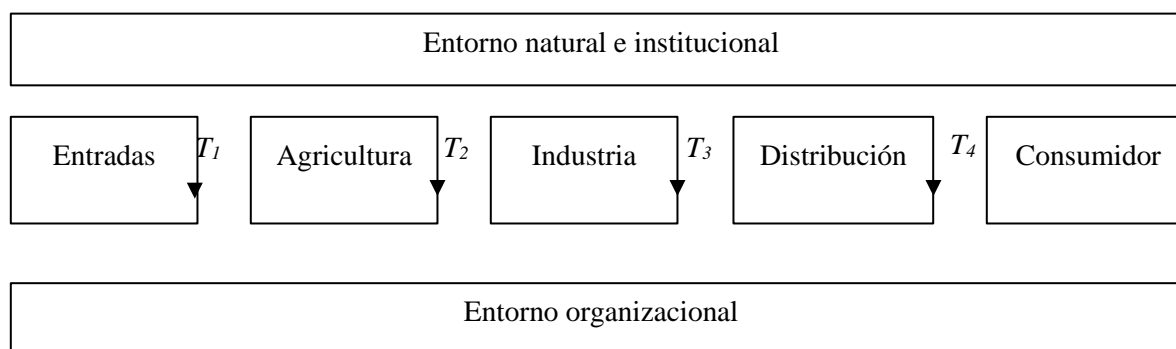 Entorno natural e institucional
Entradas T1 Agricultura T2 Industria T3 Distribución T4 Consumidor
Entorno organizacional